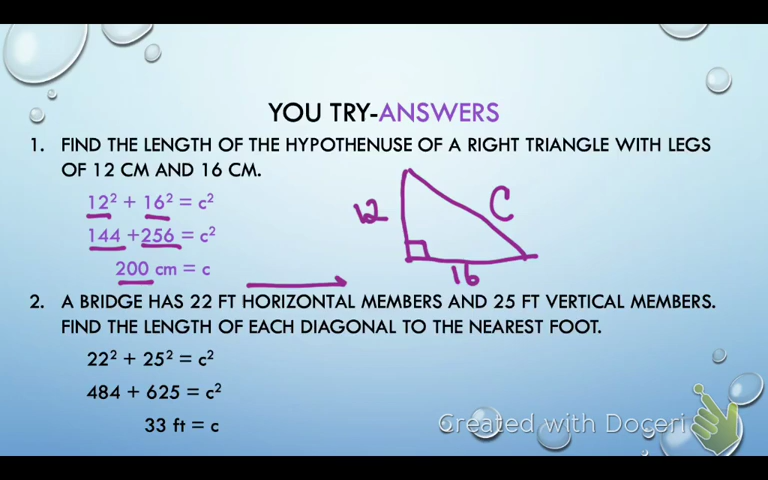 YOU TRY-ANSWERS
1. FIND THE LENGTH OF THE HYPOTHENUSE OF A RIGHT TRIANGLE WITH LEGS
OF 12 CM AND 16 CM.
12² + 16² = c²
144 +256 = c²
200 cm = c
12
C
16
2. A BRIDGE HAS 22 FT HORIZONTAL MEMBERS AND 25 FT VERTICAL MEMBERS.
FIND THE LENGTH OF EACH DIAGONAL TO THE NEAREST FOOT.
22² + 25² = c²
484 + 625 = c²
33 ft = c
Created with Doceri